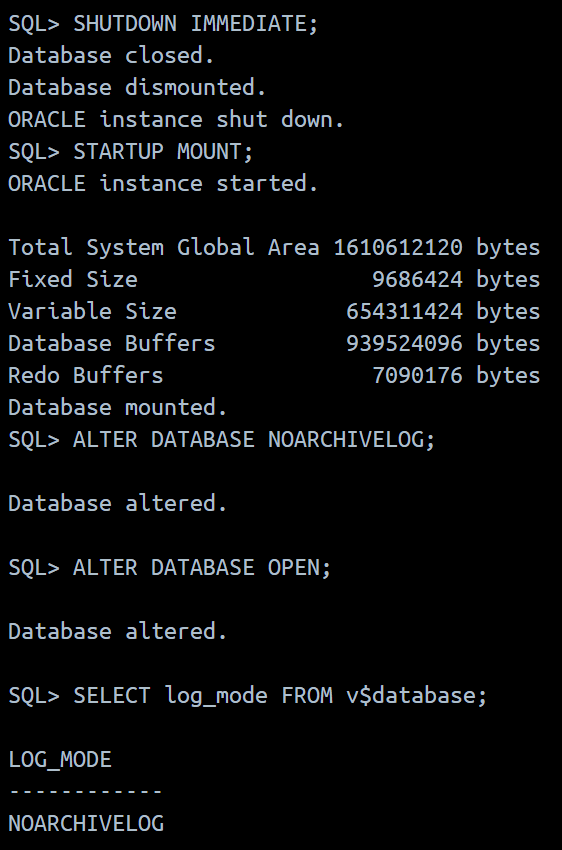 SQL> SHUTDOWN IMMEDIATE;
Database closed.
Database dismounted.
ORACLE instance shut down.
SQL> STARTUP MOUNT;
ORACLE instance started.
Total System Global Area 1610612120 bytes
Fixed Size 9686424 bytes
Variable Size 654311424 bytes
Database Buffers 939524096 bytes
Redo Buffers 7090176 bytes
Database mounted.
SQL> ALTER DATABASE NOARCHIVELOG;
Database altered.
SQL> ALTER DATABASE OPEN;
Database altered.
SQL> SELECT log_mode FROM v$database;
LOG_MODE
------------
NOARCHIVELOG